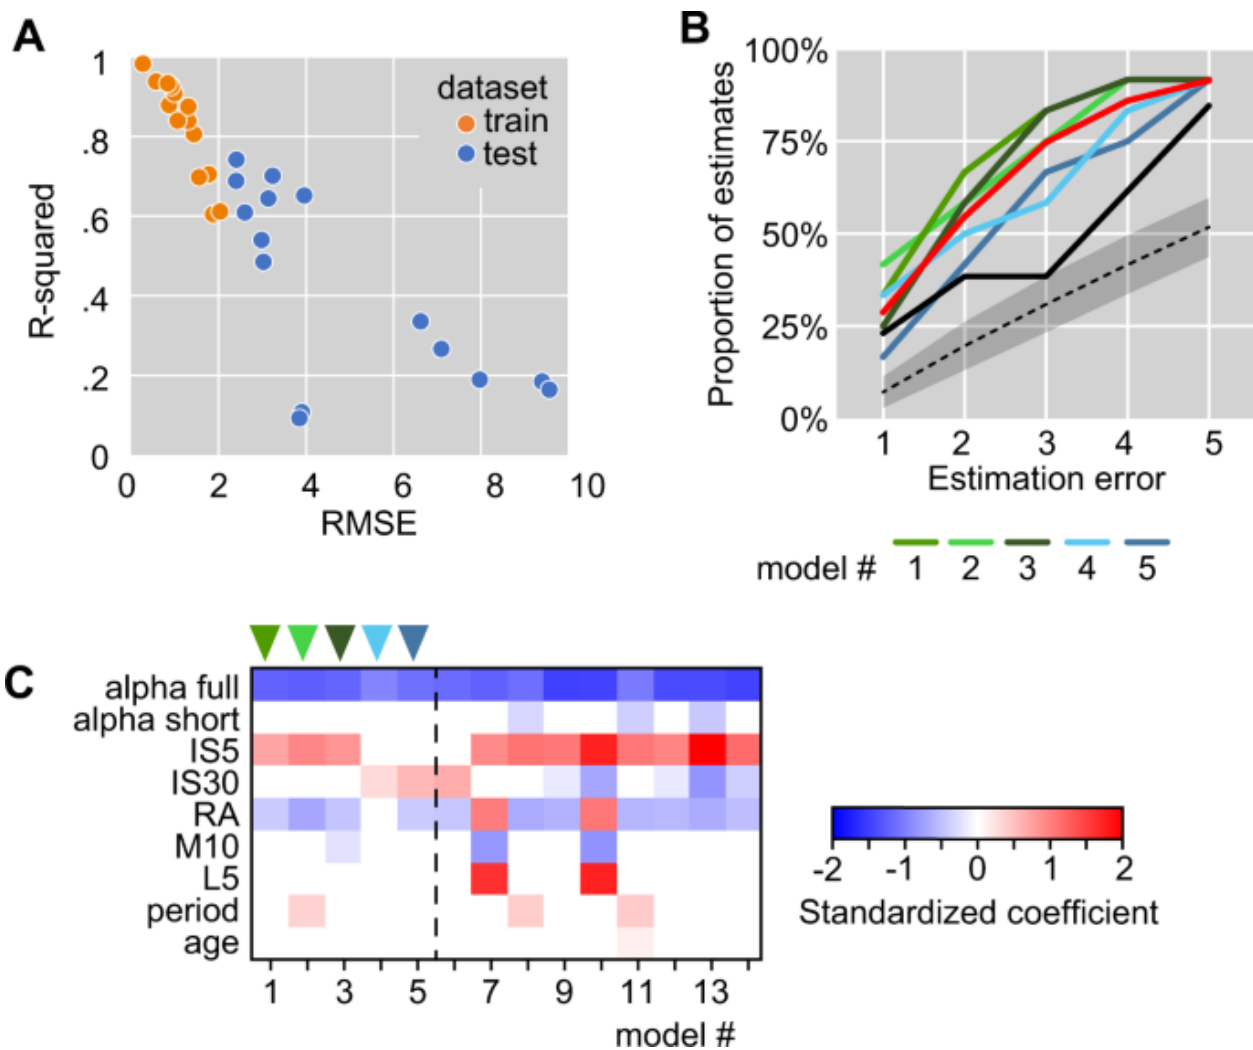 A
1
.8
.6
.4
.2
0
R-squared
0 2 4 6 8 10
RMSE
dataset
train
test
B
100%
75%
50%
25%
0%
Proportion of estimates
1 2 3 4 5
Estimation error
model # 1 2 3 4 5
C
alpha full
alpha short
IS5
IS30
RA
M10
L5
period
age
1 3 5 7 9 11 13
model #
-2 -1 0 1 2
Standardized coefficient